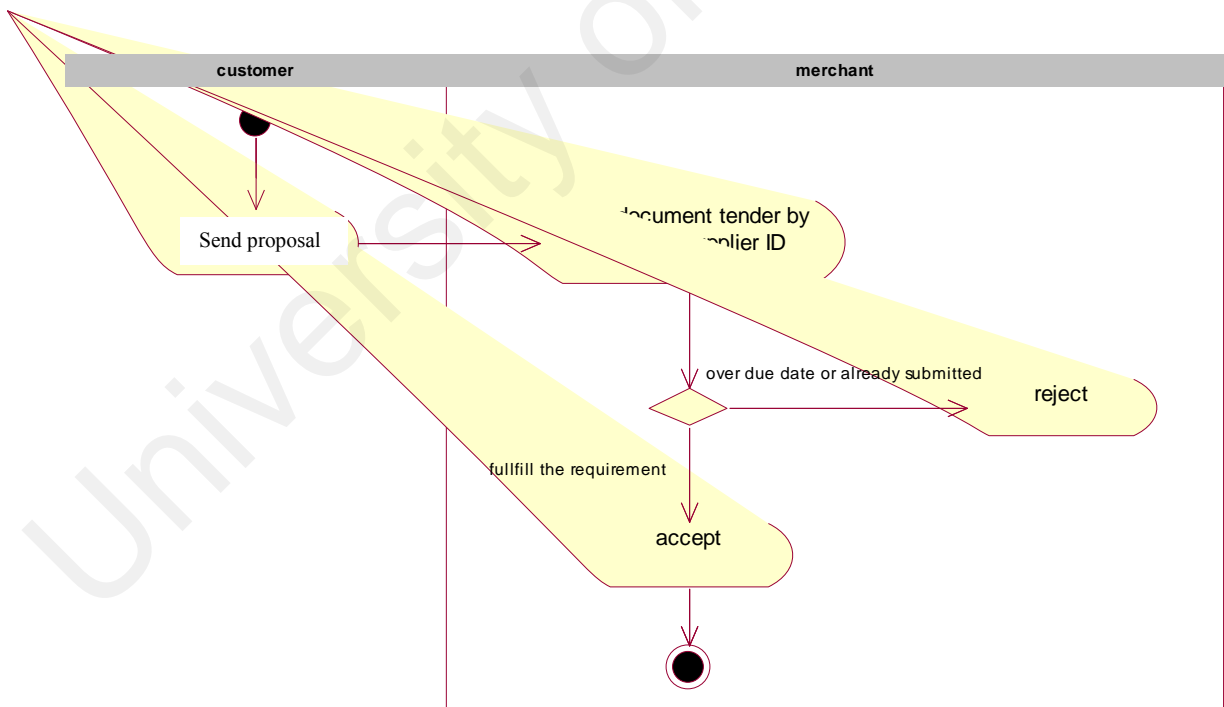 University o
customer
merchant
document tender by
Send proposal
ID
over due date or already submitted
reject
fullfill the requirement
accept